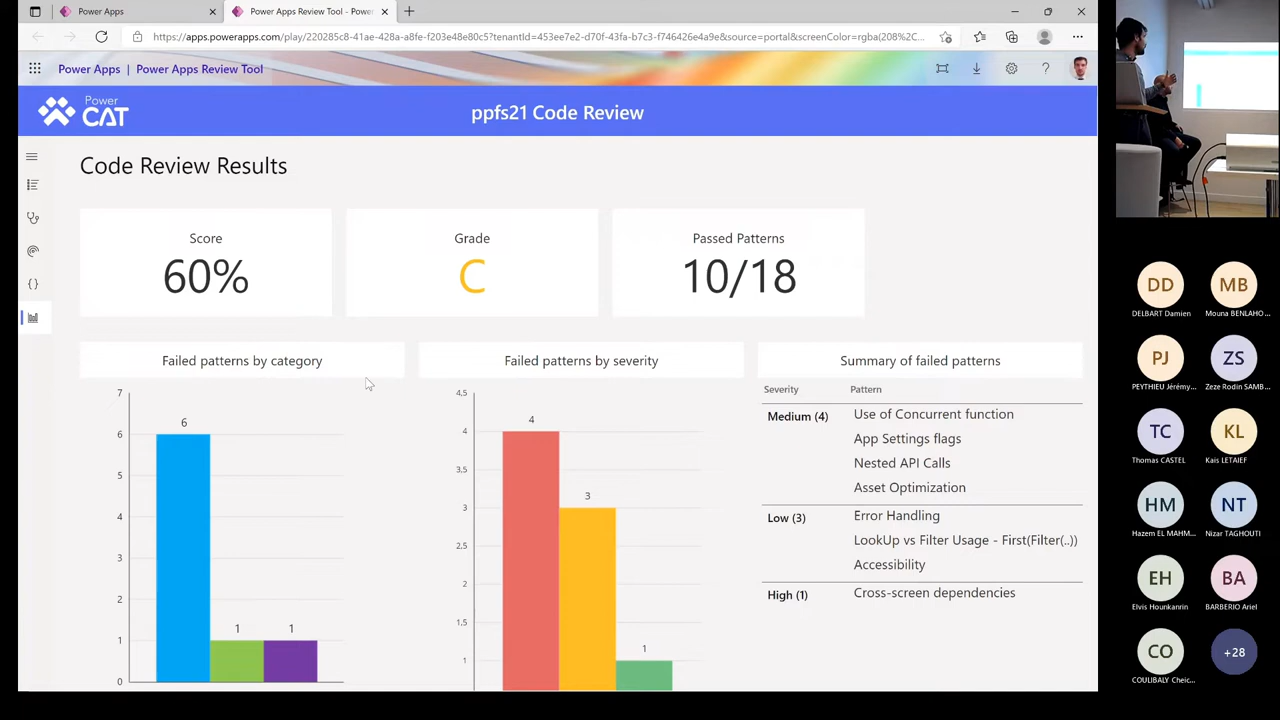 Power Apps
Power Apps Review Tool - Power
https://apps.powerapps.com/play/220285c8-41ae-428a-a8fe-f203e48e80c5?tenantId=453ee7e2-d70f-43fa-b7c3-f746426e4a9e&source=portal&screenColor=rgba(208%2C...
Power Apps | Power Apps Review Tool
Power
CAT
ppfs21 Code Review
Code Review Results
Score
60%
Grade
C
Passed Patterns
10/18
Failed patterns by category
7
6
5
4
3
2
1
0
6
1
1
Failed patterns by severity
4,5
4
3,5
3
2,5
2
1,5
1
4
3
1
Summary of failed patterns
Severity Pattern
Medium (4) Use of Concurrent function
App Settings flags
Nested API Calls
Asset Optimization
Low (3) Error Handling
LookUp vs Filter Usage - First(Filter(..))
Accessibility
High (1) Cross-screen dependencies
DD
DELBART Damien
MB
Mouna BENLAHO...
PJ
PEYTHIEU Jérémy...
ZS
Zeze Rodin SAMB...
TC
Thomas CASTEL
KL
Kais LETAIEF
HM
Hazem EL MAHM...
NT
Nizar TAGHOUTI
EH
Elvis Hounkanrin
BA
BARBERIO Ariel
CO
COULIBALY Cheic...
+28